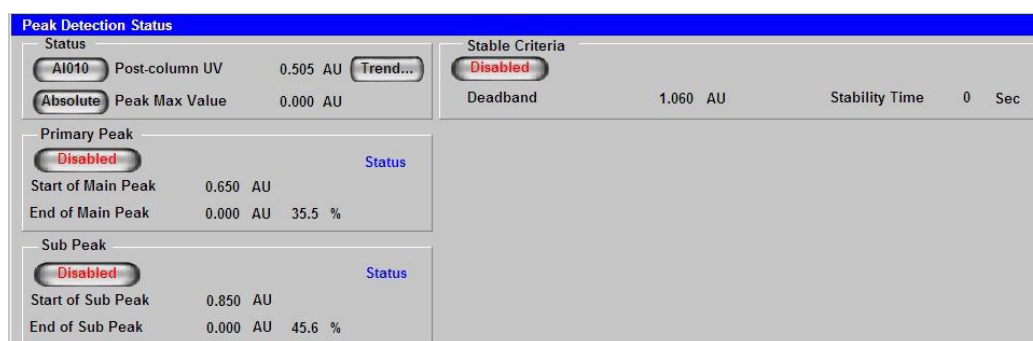 Peak Detection Status
Status
AI010 Post-column UV 0.505 AU Trend...
Absolute Peak Max Value 0.000 AU
Stable Criteria
Disabled
Deadband 1.060 AU Stability Time 0 Sec
Primary Peak
Disabled Status
Start of Main Peak 0.650 AU
End of Main Peak 0.000 AU 35.5 %
Sub Peak
Disabled Status
Start of Sub Peak 0.850 AU
End of Sub Peak 0.000 AU 45.6 %